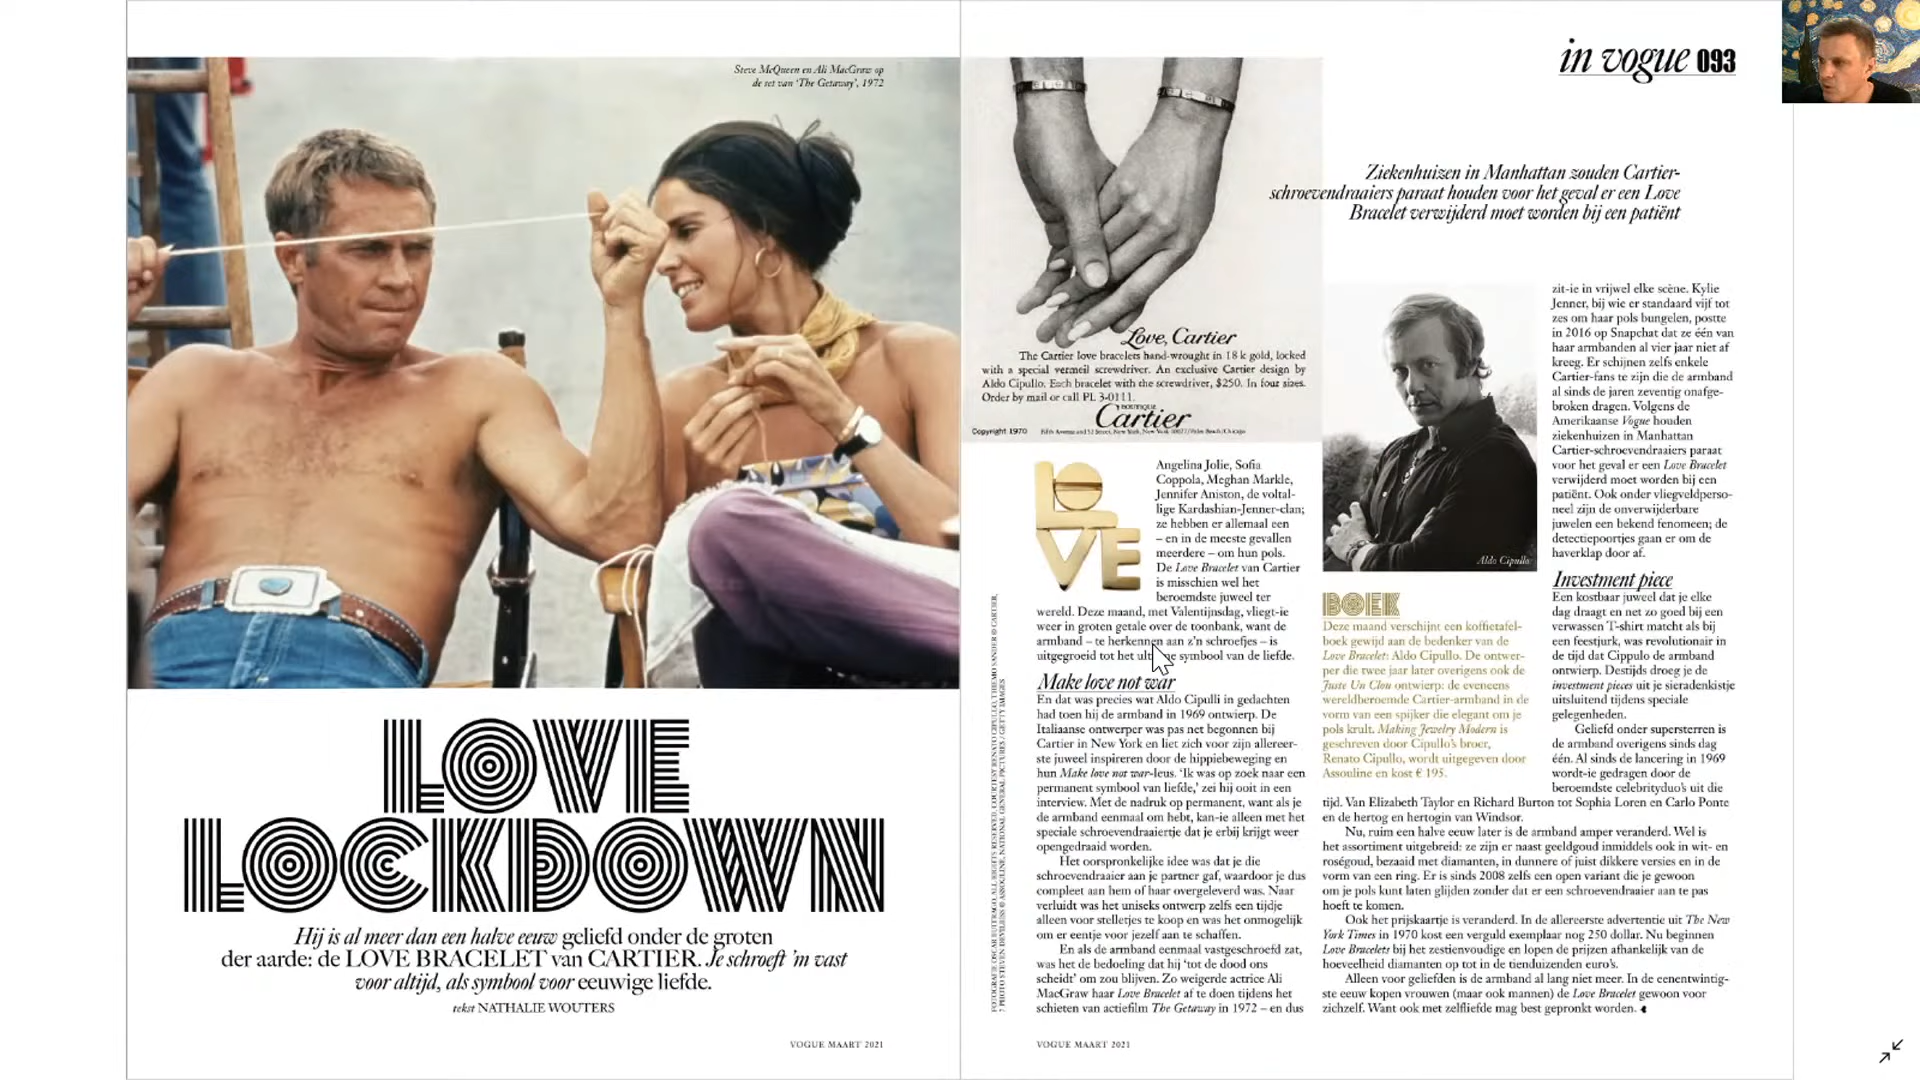 Steve McQueen en Ali MacGraw op
de set van 'The Getaway', 1972
LOVE
LOCKDOWN
Hij is al meer dan een halve eeuw geliefd onder de groten
der aarde: de LOVE BRACELET van CARTIER. Je schroeft 'm vast
voor altijd, als symbool voor eeuwige liefde.
tekst NATHALIE WOUTERS
VOGUE MAART 2021
in vogue 093
Ziekenhuizen in Manhattan zouden Cartier-
schroevendraaiers paraat houden voor het geval er een Love
Bracelet verwijderd moet worden bij een patiënt
Love, Cartier
The Cartier love bracelets hand-wrought in 18 k gold, locked
with a special vermeil screwdriver. An exclusive Cartier design by
Aldo Cipullo. Each bracelet with the screwdriver, $250. In four sizes.
Order by mail or call PL 3-0111.
BOUTIQUE
Cartier
Copyright 1970
LOVE
Angelina Jolie, Sofia
Coppola, Meghan Markle,
Jennifer Aniston, de voltal-
lige Kardashian-Jenner-clan;
ze hebben er allemaal een
– en in de meeste gevallen
meerdere – om hun pols.
De Love Bracelet van Cartier
is misschien wel het
beroemdste juweel ter
wereld. Deze maand, met Valentijnsdag, vliegt-ie
weer in groten getale over de toonbank, want de
armband – te herkennen aan z'n schroefjes – is
uitgegroeid tot het symbool van de liefde.
Make love not war
En dat was precies wat Aldo Cipulli in gedachten
had toen hij de armband in 1969 ontwierp. De
Italiaanse ontwerper was pas net begonnen bij
Cartier in New York en liet zich voor zijn allereer-
ste juweel inspireren door de hippiebeweging en
hun Make love not war-leus. 'Ik was op zoek naar een
permanent symbool van liefde,' zei hij ooit in een
interview. Met de nadruk op permanent, want als je
de armband eenmaal om hebt, kan-ie alleen met het
speciale schroevendraaiertje dat je erbij krijgt weer
opengedraaid worden.
Het oorspronkelijke idee was dat je die
schroevendraaier aan je partner gaf, waardoor je dus
compleet aan hem of haar overgeleverd was. Naar
verluidt was het uniseks ontwerp zelfs een tijdje
alleen voor stelletjes te koop en was het onmogelijk
om er eentje voor jezelf aan te schaffen.
En als de armband eenmaal vastgeschroefd zat,
was het de bedoeling dat hij 'tot de dood ons
scheidt' om zou blijven. Zo weigerde actrice Ali
MacGraw haar Love Bracelet af te doen tijdens het
schieten van actiefilm The Getaway in 1972 – en dus
VOGUE MAART 2021
Aldo Cipullo
BOEK
Deze maand verschijnt een koffietafel-
boek gewijd aan de bedenker van de
Love Bracelet: Aldo Cipullo. De ontwer-
per die twee jaar later overigens ook de
Juste Un Clou ontwierp: de eveneens
wereldberoemde Cartier-armband in de
vorm van een spijker die elegant om je
pols krult. Making Jewelry Modern is
geschreven door Cipullo's broer,
Renato Cipullo, wordt uitgegeven door
Assouline en kost € 195.
zit-ie in vrijwel elke scène. Kylie
Jenner, bij wie er standaard vijf tot
zes om haar pols bungelen, postte
in 2016 op Snapchat dat ze één van
haar armbanden al vier jaar niet af
kreeg. Er schijnen zelfs enkele
Cartier-fans te zijn die de armband
al sinds de jaren zeventig onafge-
broken dragen. Volgens de
Amerikaanse Vogue houden
ziekenhuizen in Manhattan
Cartier-schroevendraaiers paraat
voor het geval er een Love Bracelet
verwijderd moet worden bij een
patiënt. Ook onder vliegveldperso-
neel zijn de onverwijderbare
juwelen een bekend fenomeen; de
detectiepoortjes gaan er om de
haverklap door af.
Investment piece
Een kostbaar juweel dat je elke
dag draagt en net zo goed bij een
verwassen T-shirt matcht als bij
een feestjurk, was revolutionair in
de tijd dat Cippulo de armband
ontwierp. Destijds droeg je de
investment pieces uit je sieradenkistje
uitsluitend tijdens speciale
gelegenheden.
Geliefd onder supersterren is
de armband overigens sinds dag
één. Al sinds de lancering in 1969
wordt-ie gedragen door de
beroemdste celebrityduo's uit die
tijd. Van Elizabeth Taylor en Richard Burton tot Sophia Loren en Carlo Ponte
en de hertog en hertogin van Windsor.
Nu, ruim een halve eeuw later is de armband amper veranderd. Wel is
het assortiment uitgebreid: ze zijn er naast geeldgoud inmiddels ook in wit- en
roségoud, bezaaid met diamanten, in dunnere of juist dikkere versies en in de
vorm van een ring. Er is sinds 2008 zelfs een open variant die je gewoon
om je pols kunt laten glijden zonder dat er een schroevendraaier aan te pas
hoeft te komen.
Ook het prijskaartje is veranderd. In de allereerste advertentie uit The New
York Times in 1970 kost een verguld exemplaar nog 250 dollar. Nu beginnen
Love Bracelets bij het zestienvoudige en lopen de prijzen afhankelijk van de
hoeveelheid diamanten op tot in de tienduizenden euro's.
Alleen voor geliefden is de armband al lang niet meer. In de eenentwintig-
ste eeuw kopen vrouwen (maar ook mannen) de Love Bracelet gewoon voor
zichzelf. Want ook met zelfliefde mag best gepronkt worden.